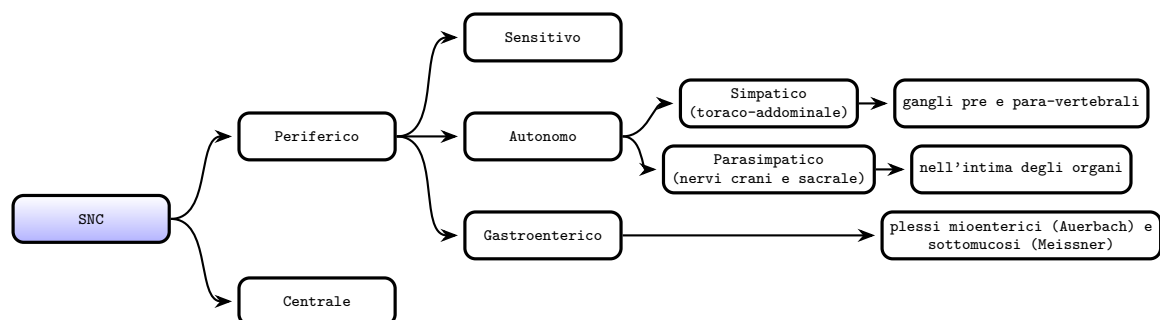 Sensitivo
Simpatico
(toraco-addominale)
gangli pre e para-vertebrali
Periferico
Autonomo
Parasimpatico
(nervi crani e sacrale)
nell'intima degli organi
SNC
Gastroenterico
plessi mioenterici (Auerbach) e
sottomucosi (Meissner)
Centrale